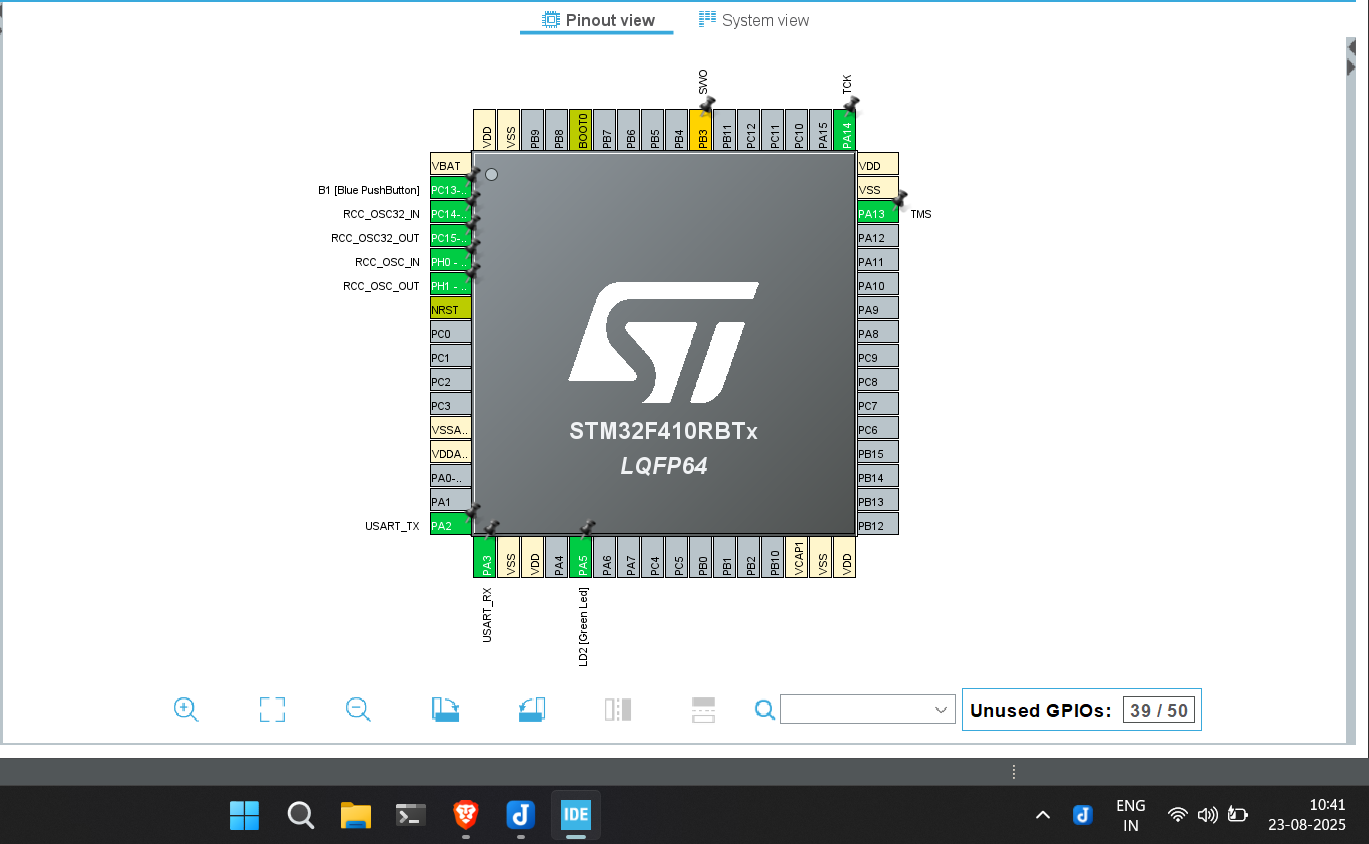 Pinout view
System view
SWO
TCK
VDD
VSS
PB9
PB8
BOOT0
PB7
PB6
PB5
PB4
PB3
PB11
PC12
PC11
PC10
PA15
PA14
VBAT
B1 [Blue PushButton]
PC13-..
RCC_OSC32_IN
PC14-..
RCC_OSC32_OUT
PC15-..
RCC_OSC_IN
PH0 - ..
RCC_OSC_OUT
PH1 - ..
NRST
PC0
PC1
PC2
PC3
VSSA..
VDDA..
PA0-..
PA1
USART_TX
PA2
ST
STM32F410RBTx
LQFP64
VDD
VSS
PA13
TMS
PA12
PA11
PA10
PA9
PA8
PC9
PC8
PC7
PC6
PB15
PB14
PB13
PB12
PA3
VSS
VDD
PA4
PA5
PA6
PA7
PC4
PC5
PB0
PB1
PB2
PB10
VCAP1
VSS
VDD
USART_RX
LD2 [Green Led]
Unused GPIOs:
39 / 50
IDE
ENG
IN
10:41
23-08-2025